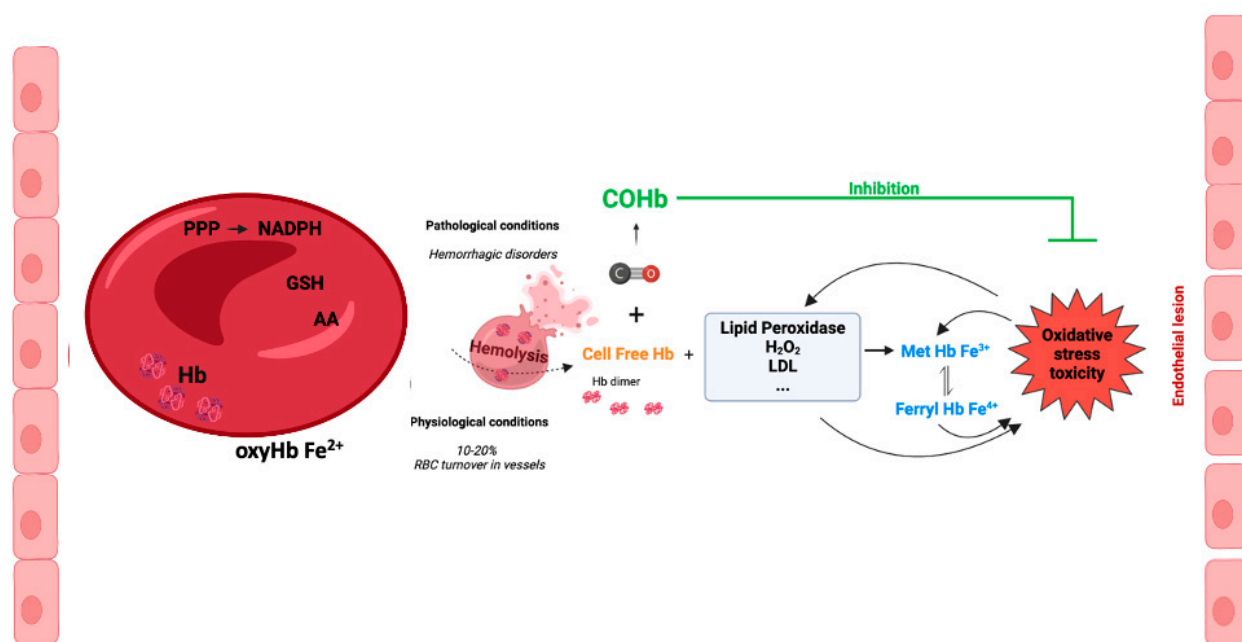 PPP → NADPH
GSH
AA
Hb
oxyHb Fe²⁺
Pathological conditions
Hemorrhagic disorders
Hemolysis
Physiological conditions
10-20%
RBC turnover in vessels
COHb
C O
+
Cell Free Hb +
Hb dimer
Inhibition
Lipid Peroxidase
H₂O₂
LDL
...
Met Hb Fe³⁺
Ferryl Hb Fe⁴⁺
Oxidative
stress
toxicity
Endothelial lesion